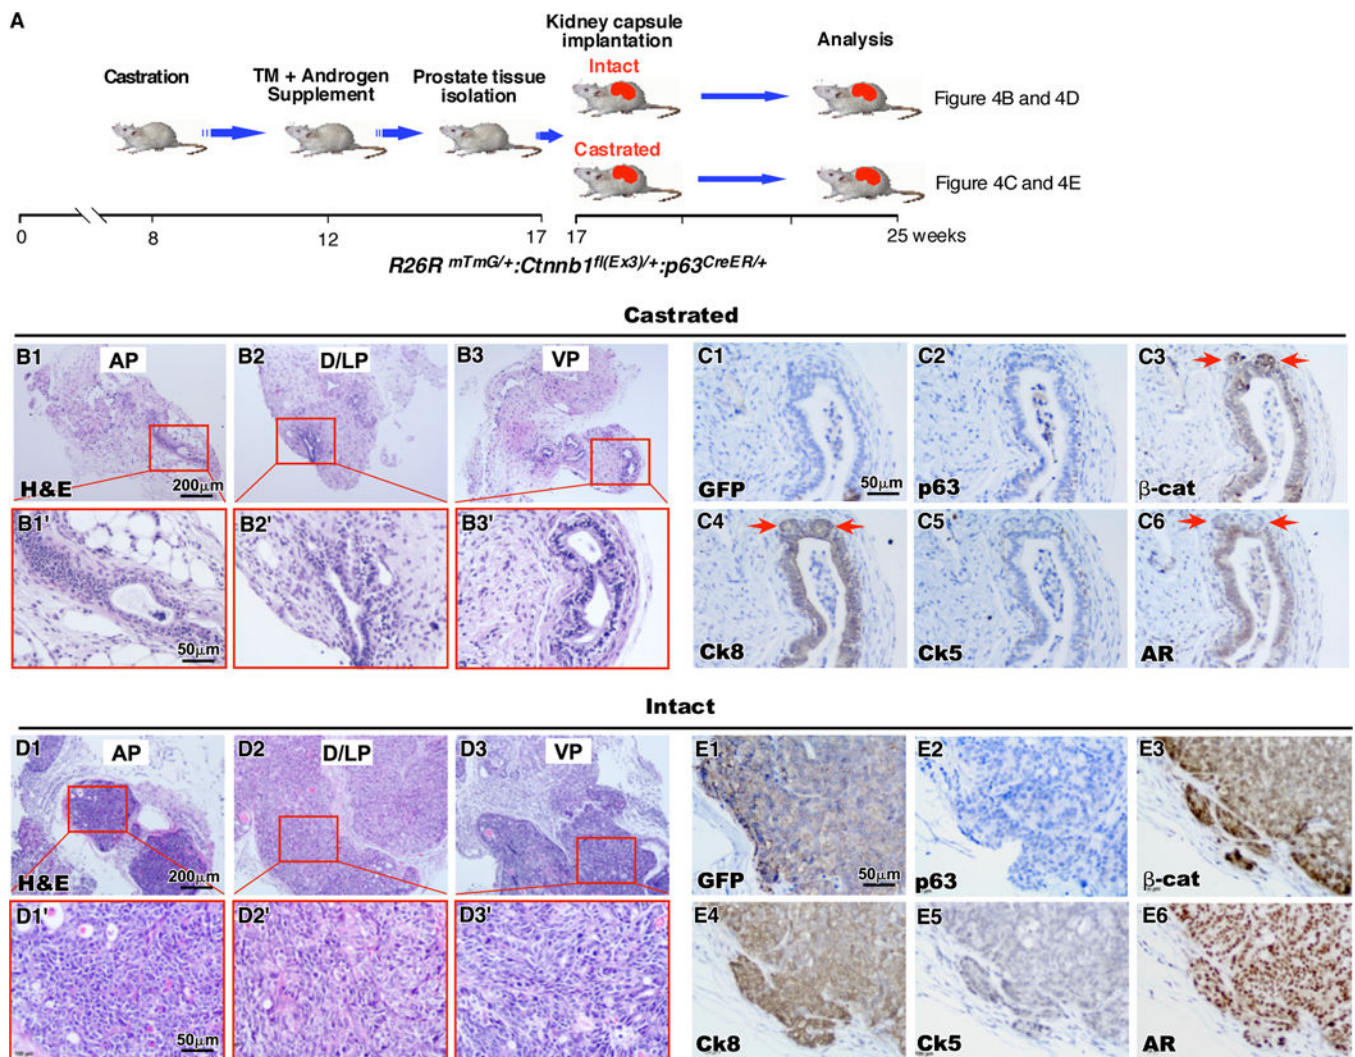 A
Castration
TM + Androgen
Supplement
Prostate tissue
isolation
Kidney capsule
implantation
Intact
Castrated
Analysis
Figure 4B and 4D
Figure 4C and 4E
0
8
12
17
17
25 weeks
R26R mTmG/+:Ctnnb1fl(Ex3)/+:p63CreER/+
Castrated
B1
AP
H&E
200μm
B2
D/LP
B3
VP
C1
GFP
50μm
C2
p63
C3
β-cat
B1'
50μm
B2'
B3'
C4
Ck8
C5
Ck5
C6
AR
Intact
D1
AP
H&E
200μm
D2
D/LP
D3
VP
E1
GFP
50μm
E2
p63
E3
β-cat
D1'
50μm
D2'
D3'
E4
Ck8
E5
Ck5
E6
AR